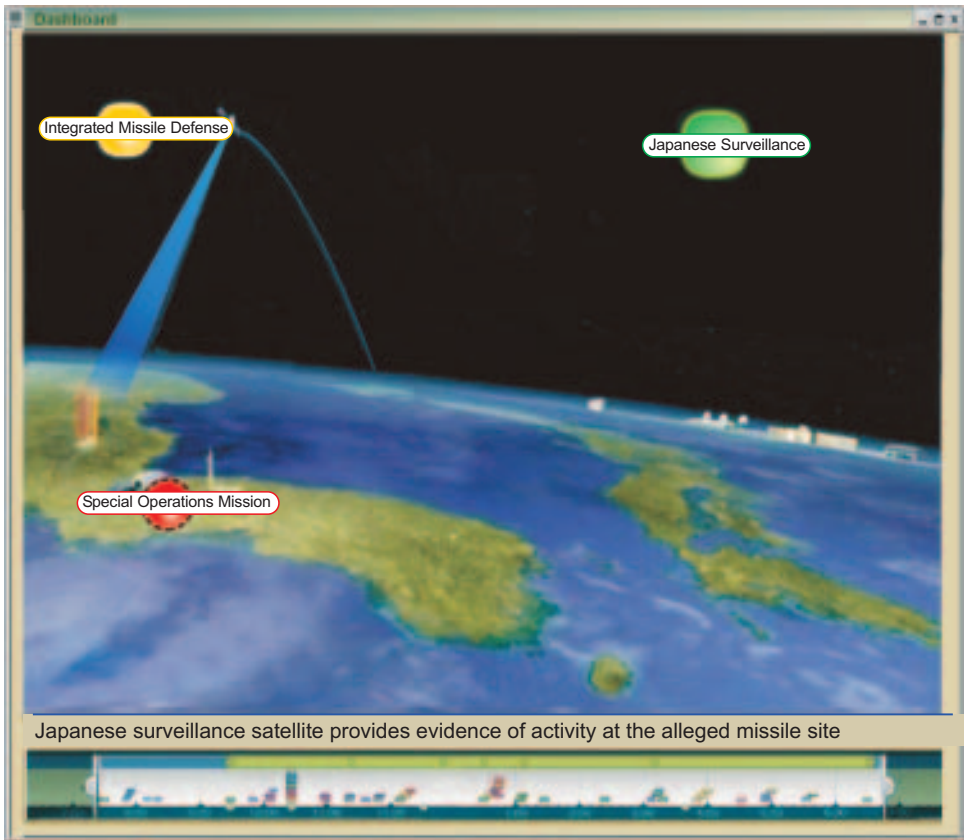 Dashboard
Integrated Missile Defense
Japanese Surveillance
Special Operations Mission
Japanese surveillance satellite provides evidence of activity at the alleged missile site